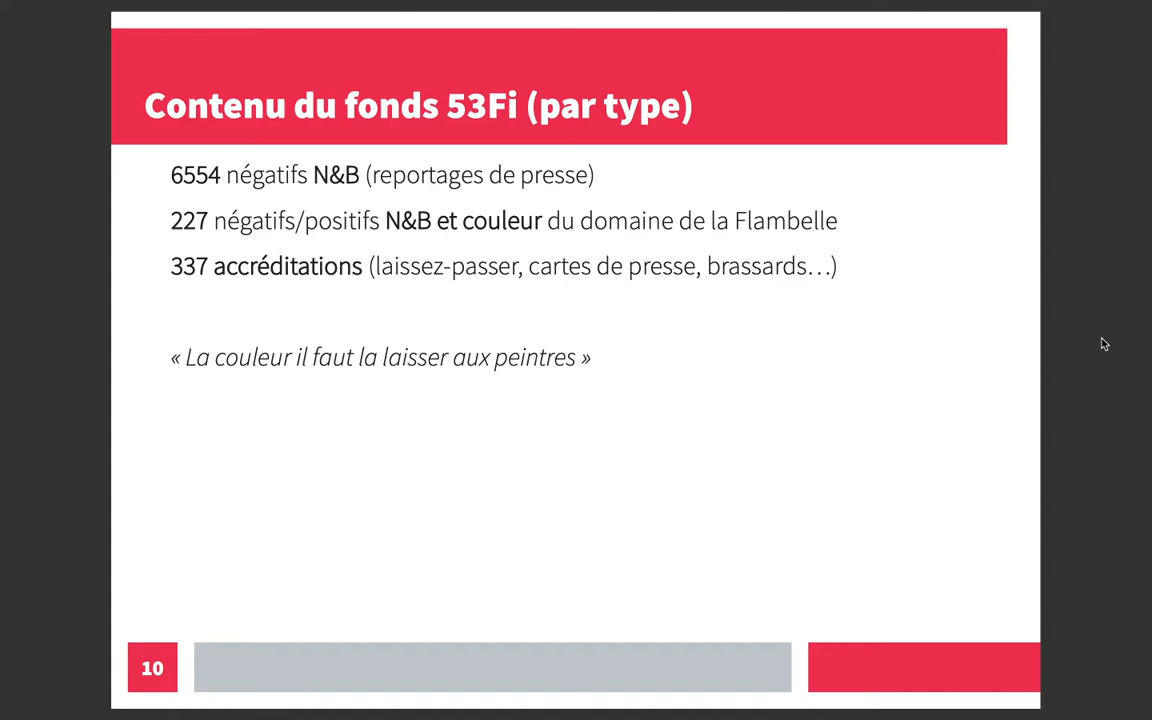 Contenu du fonds 53Fi (par type)
6554 négatifs N&B (reportages de presse)
227 négatifs/positifs N&B et couleur du domaine de la Flambelle
337 accréditations (laissez-passer, cartes de presse, brassards…)
« La couleur il faut la laisser aux peintres »
10